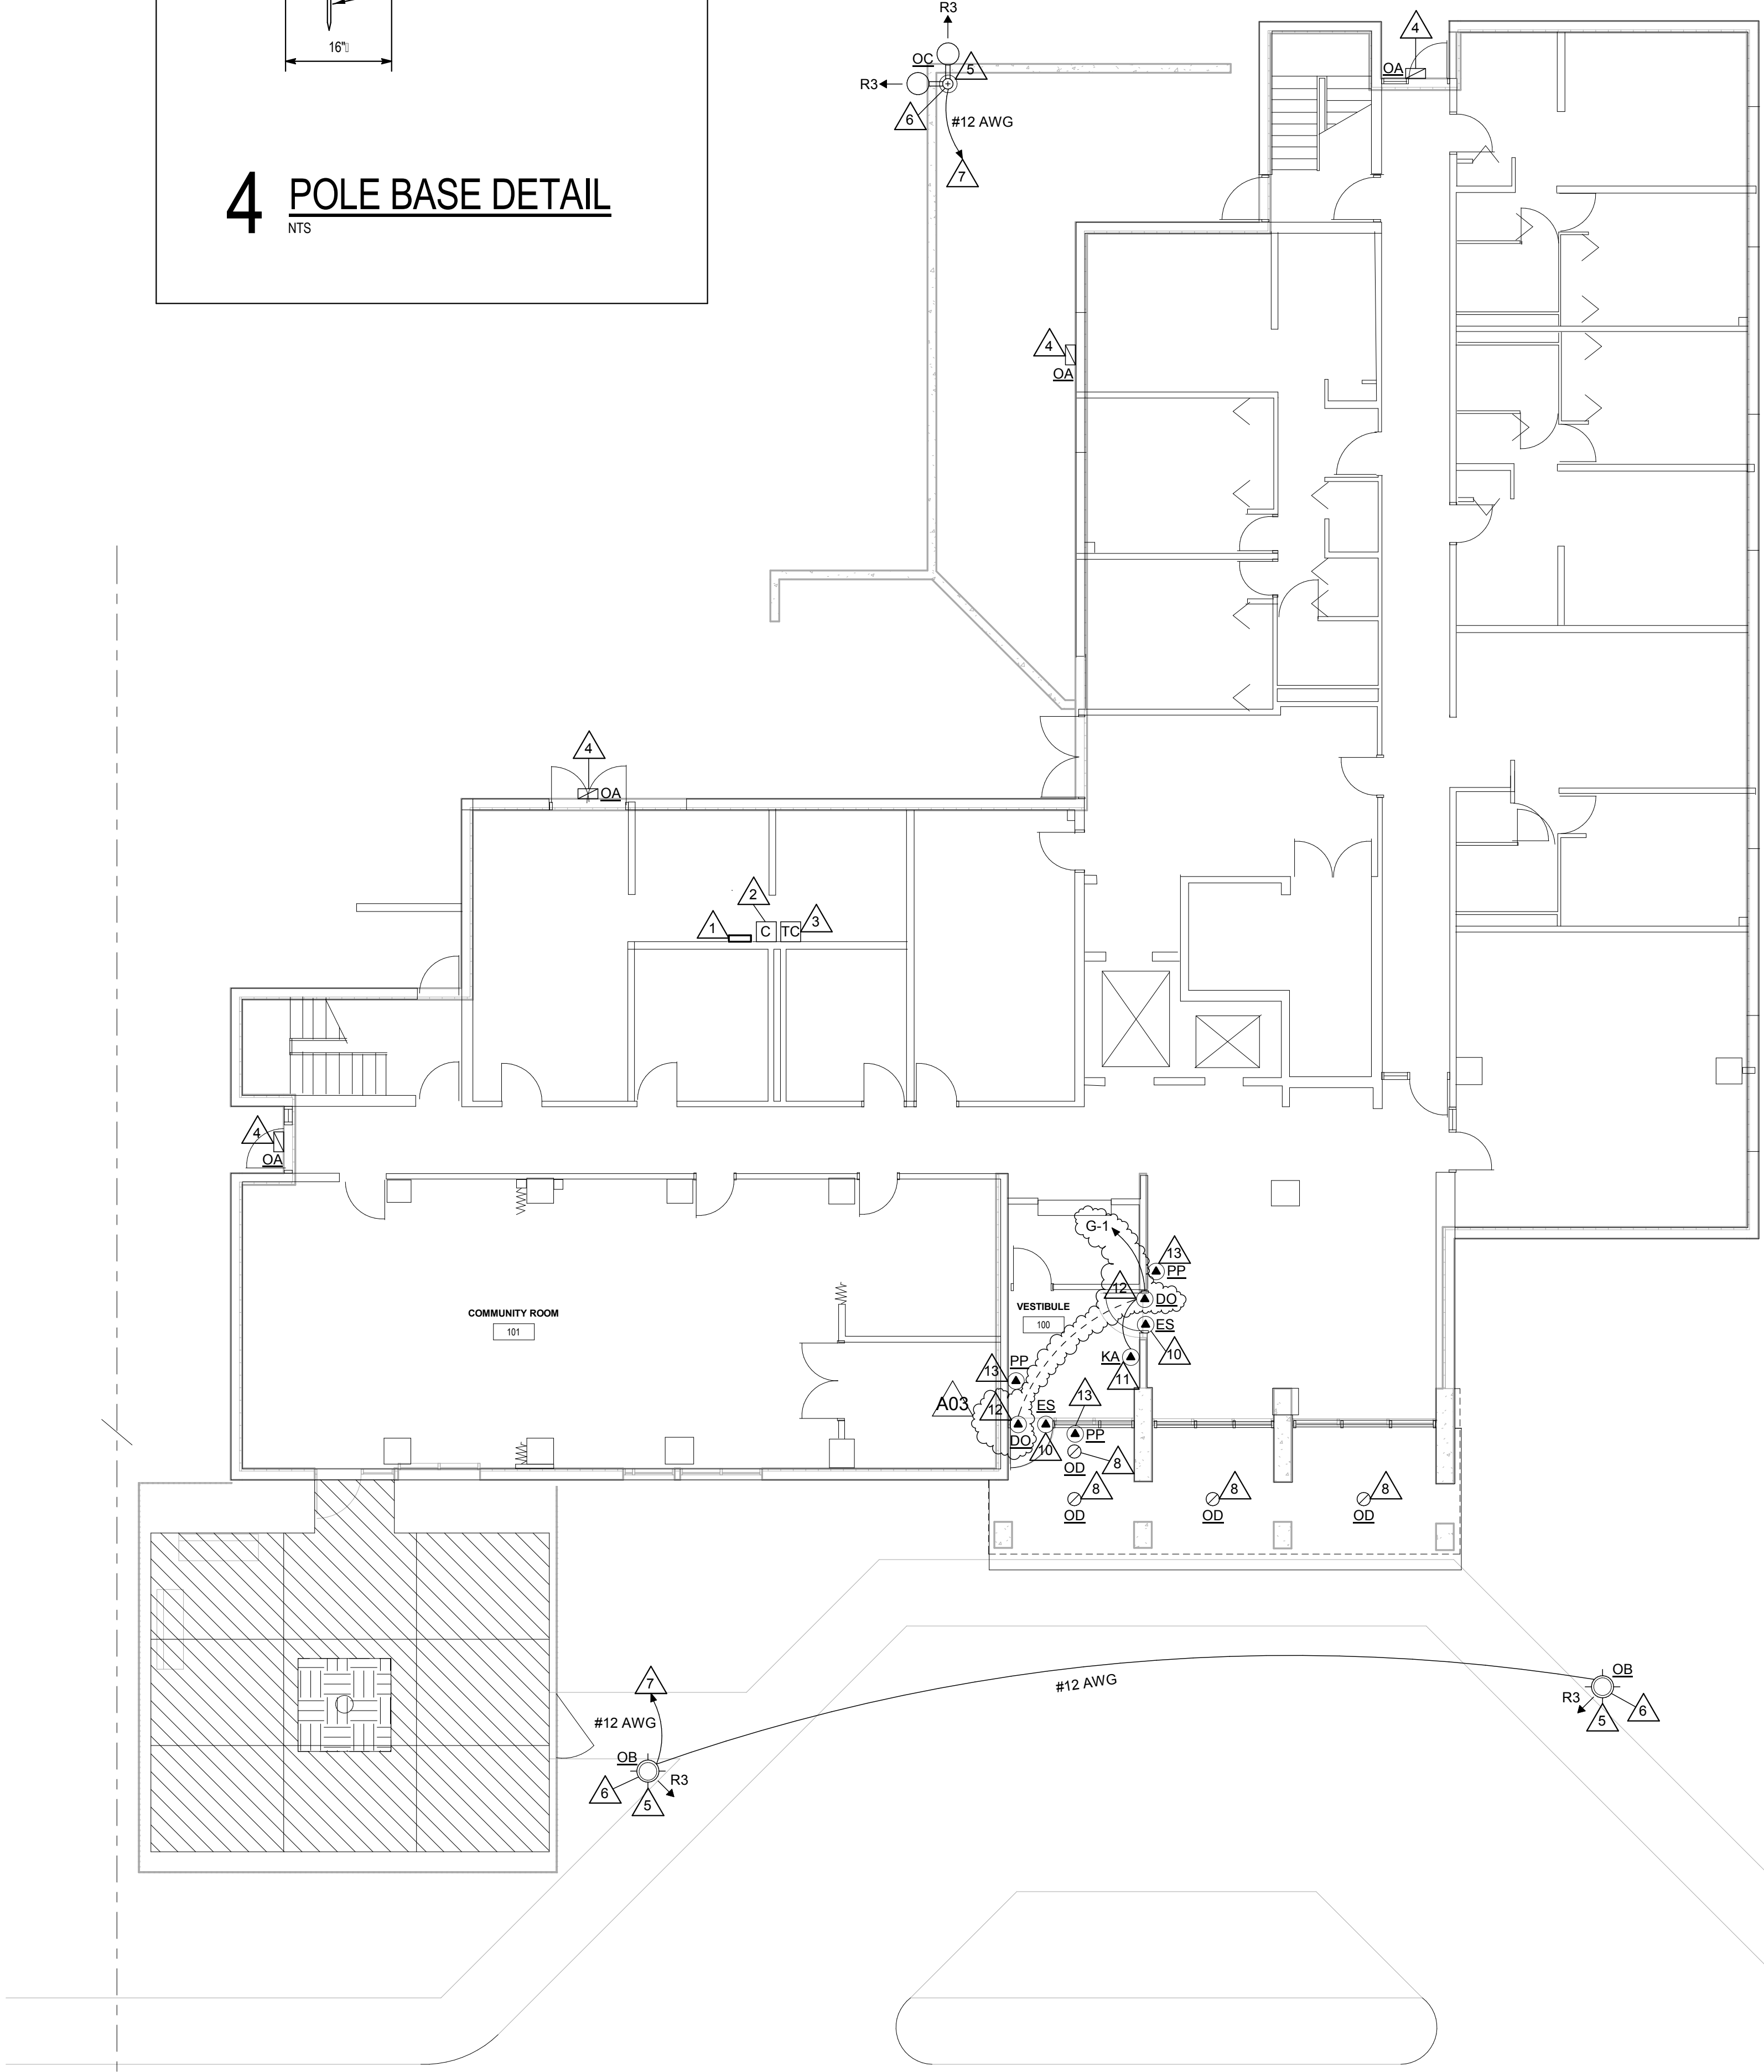 16"
4 POLE BASE DETAIL
NTS
R3
OC
5
R3
6
#12 AWG
7
4
OA
4
OA
4
OA
2
1
C
TC
3
4
OA
G-1
13
PP
12
DO
ES
10
KA
11
COMMUNITY ROOM
101
VESTIBULE
100
PP
13
A03
12
DO
ES
10
13
PP
8
OD
8
OD
8
OD
8
OD
7
#12 AWG
OB
6
5
R3
#12 AWG
OB
R3
5
6